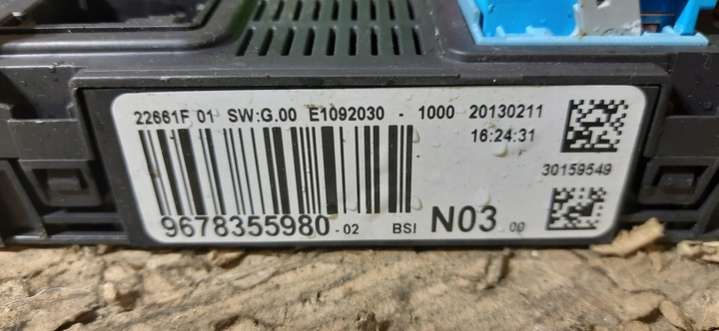 22661F 01 SW:G.00 E1092030 - 1000 20130211
16:24:31
30159549
9678355980 -02 BSI N03 00